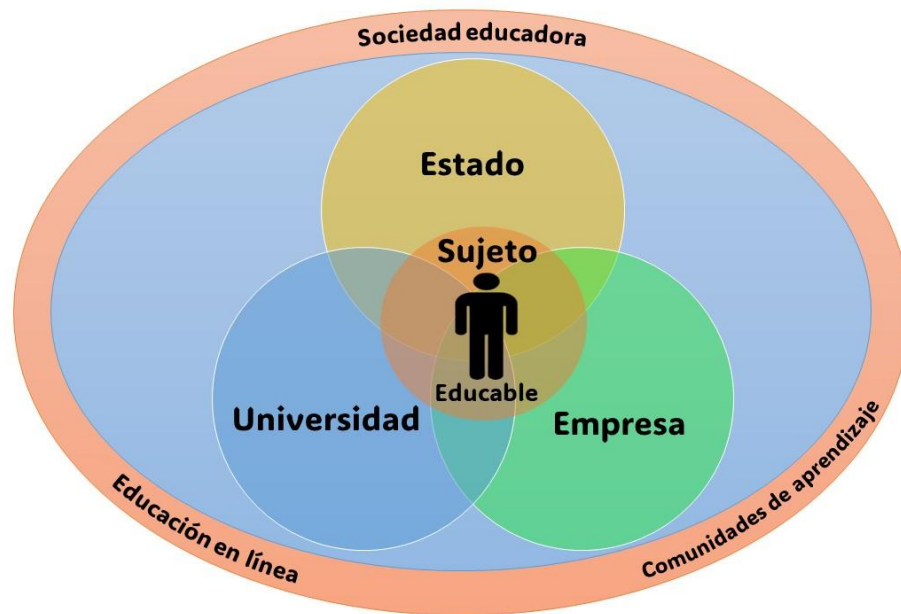 Sociedad educadora
Estado
Sujeto
Educable
Universidad
Empresa
Educación en línea
Comunidades de aprendizaje